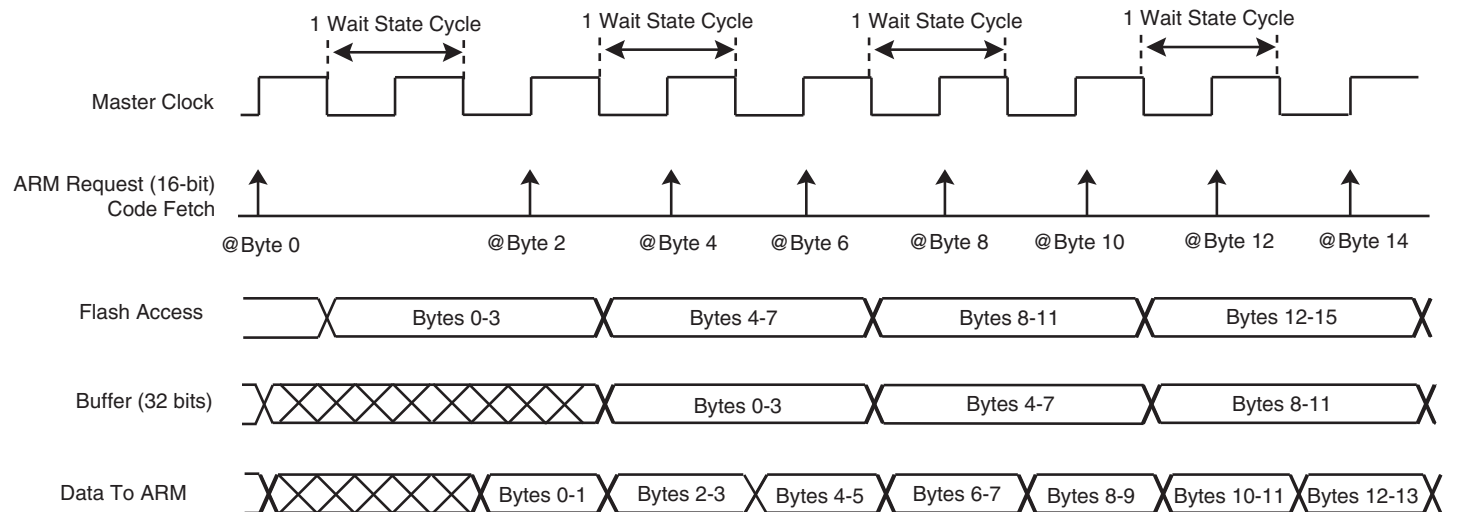 1 Wait State Cycle
1 Wait State Cycle
1 Wait State Cycle
1 Wait State Cycle
Master Clock
ARM Request (16-bit)
Code Fetch
@Byte 0
@Byte 2
@Byte 4
@Byte 6
@Byte 8
@Byte 10
@Byte 12
@Byte 14
Flash Access
Bytes 0-3
Bytes 4-7
Bytes 8-11
Bytes 12-15
Buffer (32 bits)
Bytes 0-3
Bytes 4-7
Bytes 8-11
Data To ARM
Bytes 0-1
Bytes 2-3
Bytes 4-5
Bytes 6-7
Bytes 8-9
Bytes 10-11
Bytes 12-13